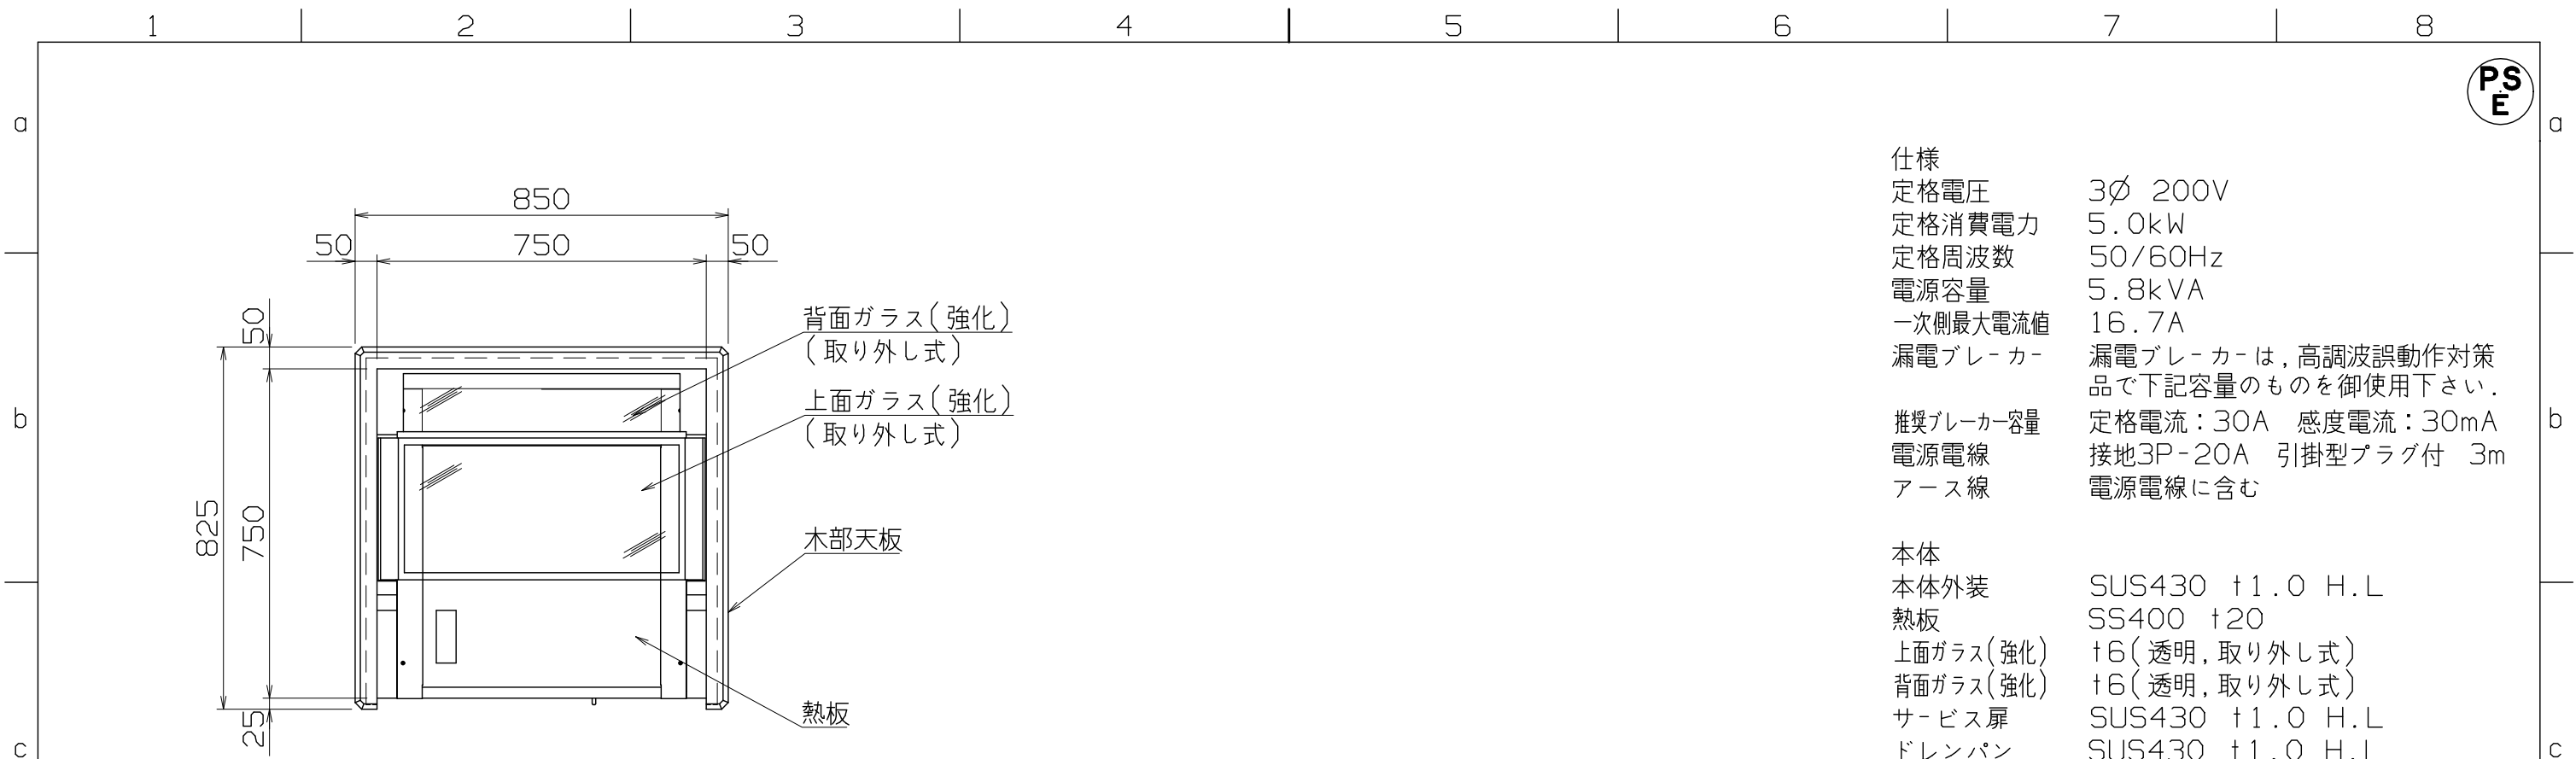 1 2 3 4 5 6 7 8
PS
E
a a
仕様
定格電圧 3∅ 200V
定格消費電力 5.0kW
定格周波数 50/60Hz
電源容量 5.8kVA
一次側最大電流値 16.7A
漏電ブレーカー 漏電ブレーカーは,高調波誤動作対策
品で下記容量のものを御使用下さい.
推奨ブレーカー容量 定格電流:30A 感度電流:30mA
電源電線 接地3P-20A 引掛型プラグ付 3m
アース線 電源電線に含む
850
50 750 50
50
背面ガラス(強化)
(取り外し式)
上面ガラス(強化)
(取り外し式)
b b
825
750
木部天板
熱板
25
本体
本体外装 SUS430 t1.0 H.L
熱板 SS400 t20
上面ガラス(強化) t6(透明,取り外し式)
背面ガラス(強化) t6(透明,取り外し式)
サービス扉 SUS430 t1.0 H.L
ドレンパン SUS430 t1.0 H.L
c c